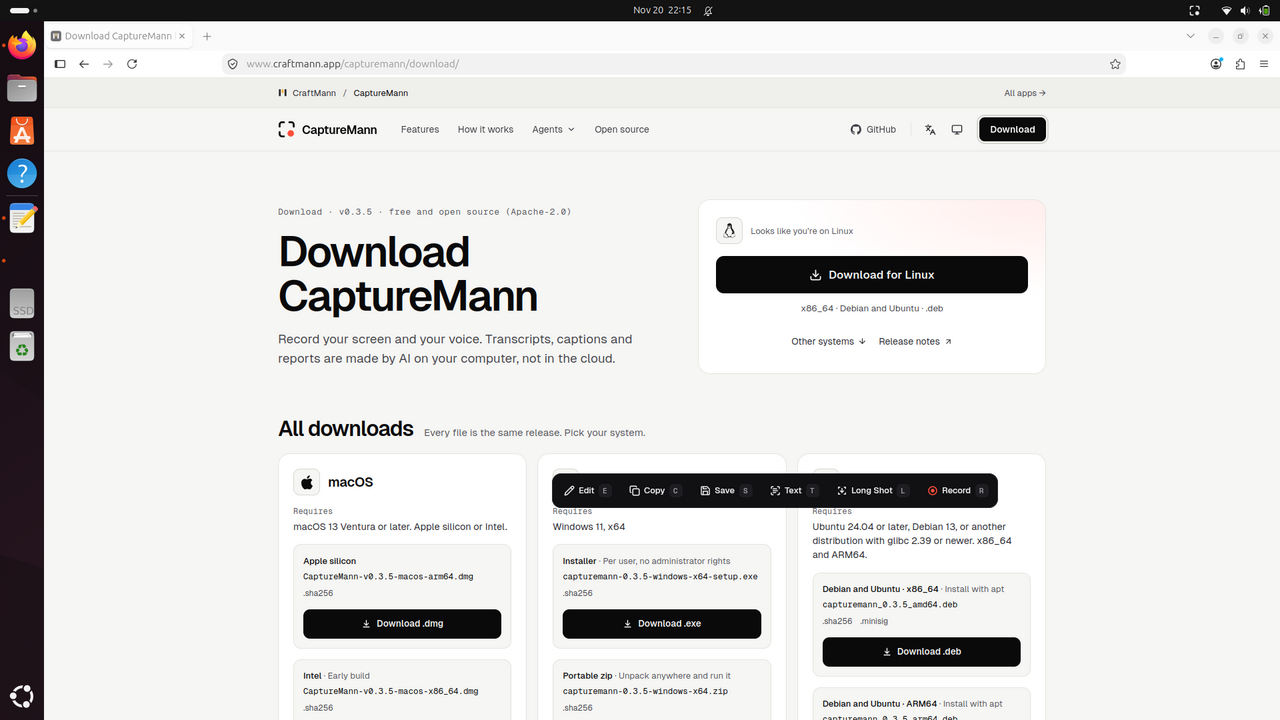 Nov 20 22:15
Download CaptureMann
www.craftmann.app/capturemann/download/
CraftMann / CaptureMann
All apps →
CaptureMann
Features
How it works
Agents
Open source
GitHub
Download
Download · v0.3.5 · free and open source (Apache-2.0)
Download
CaptureMann
Record your screen and your voice. Transcripts, captions and
reports are made by AI on your computer, not in the cloud.
Looks like you're on Linux
Download for Linux
x86_64 · Debian and Ubuntu · .deb
Other systems ↓ Release notes ↗
All downloads
Every file is the same release. Pick your system.
Edit E
Copy C
Save S
Text T
Long Shot L
Record R
macOS
Requires
macOS 13 Ventura or later. Apple silicon or Intel.
Apple silicon
CaptureMann-v0.3.5-macos-arm64.dmg
.sha256
Download .dmg
Intel · Early build
CaptureMann-v0.3.5-macos-x86_64.dmg
.sha256
Requires
Windows 11, x64
Installer · Per user, no administrator rights
capturemann-0.3.5-windows-x64-setup.exe
.sha256
Download .exe
Portable zip · Unpack anywhere and run it
capturemann-0.3.5-windows-x64.zip
.sha256
Requires
Ubuntu 24.04 or later, Debian 13, or another
distribution with glibc 2.39 or newer. x86_64
and ARM64.
Debian and Ubuntu · x86_64 · Install with apt
capturemann_0.3.5_amd64.deb
.sha256 .minisig
Download .deb
Debian and Ubuntu · ARM64 · Install with apt
capturemann_0.3.5_arm64.deb
SSD